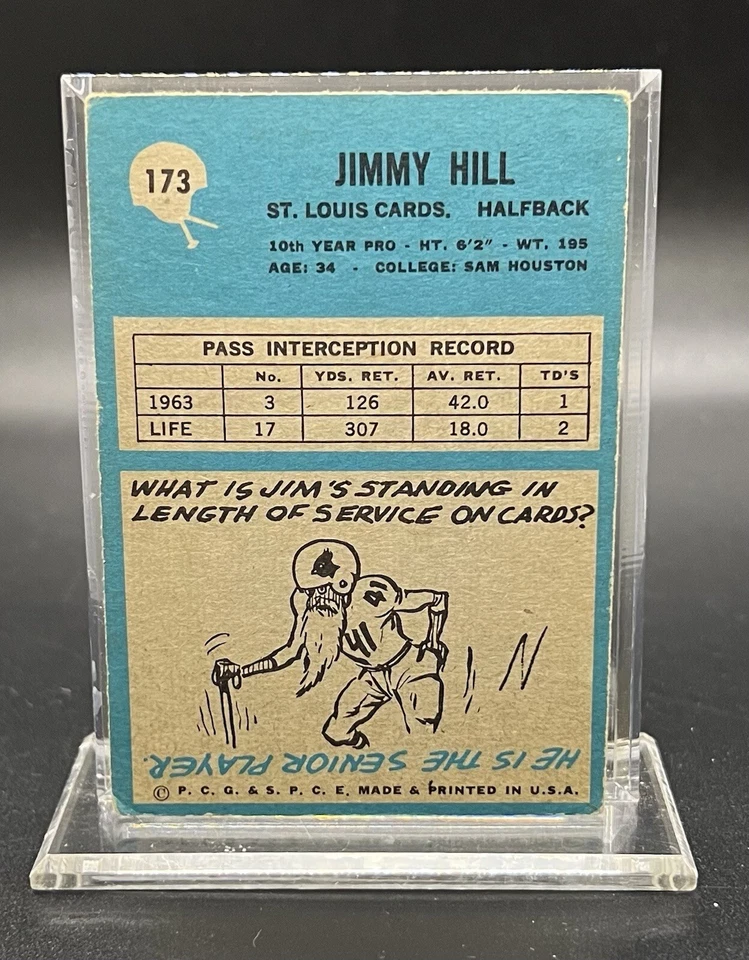 173
JIMMY HILL
ST. LOUIS CARDS. HALFBACK
10th YEAR PRO - HT. 6'2" - WT. 195
AGE: 34 - COLLEGE: SAM HOUSTON
PASS INTERCEPTION RECORD
No. YDS. RET. AV. RET. TD'S
1963 3 126 42.0 1
LIFE 17 307 18.0 2
WHAT IS JIM'S STANDING IN
LENGTH OF SERVICE ON CARDS?
41
41
HE IS THE SENIOR PLAYER.
© P. C. G. & S. P. C. E. MADE & PRINTED IN U.S.A.